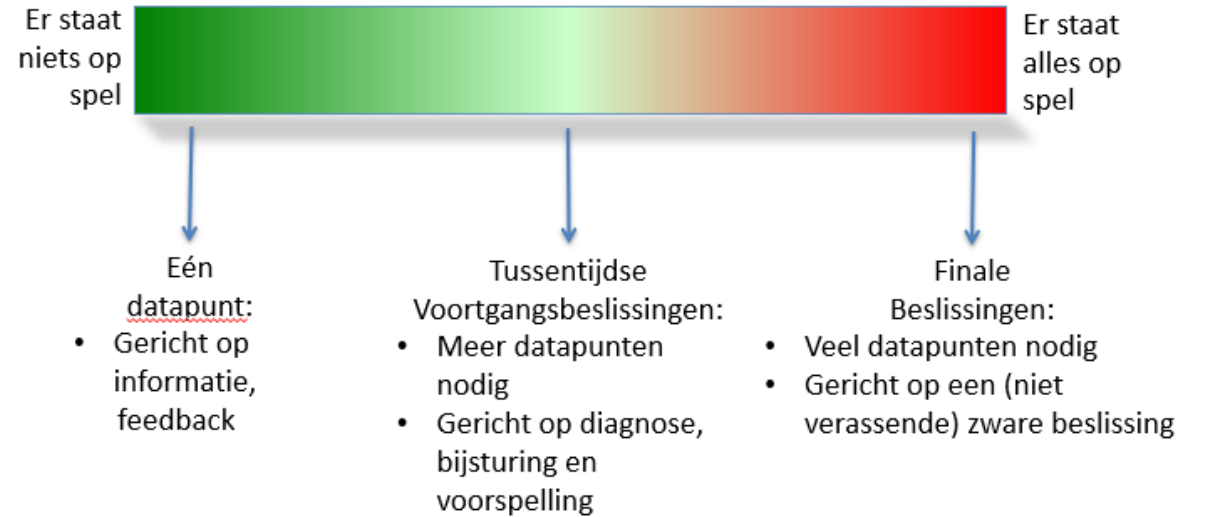 Er staat
niets op
spel
Er staat
alles op
spel
Eén
datapunt:
• Gericht op
informatie,
feedback
Tussentijdse
Voortgangsbeslissingen:
• Meer datapunten
nodig
• Gericht op diagnose,
bijsturing en
voorspelling
Finale
Beslissingen:
• Veel datapunten nodig
• Gericht op een (niet
verassende) zware beslissing